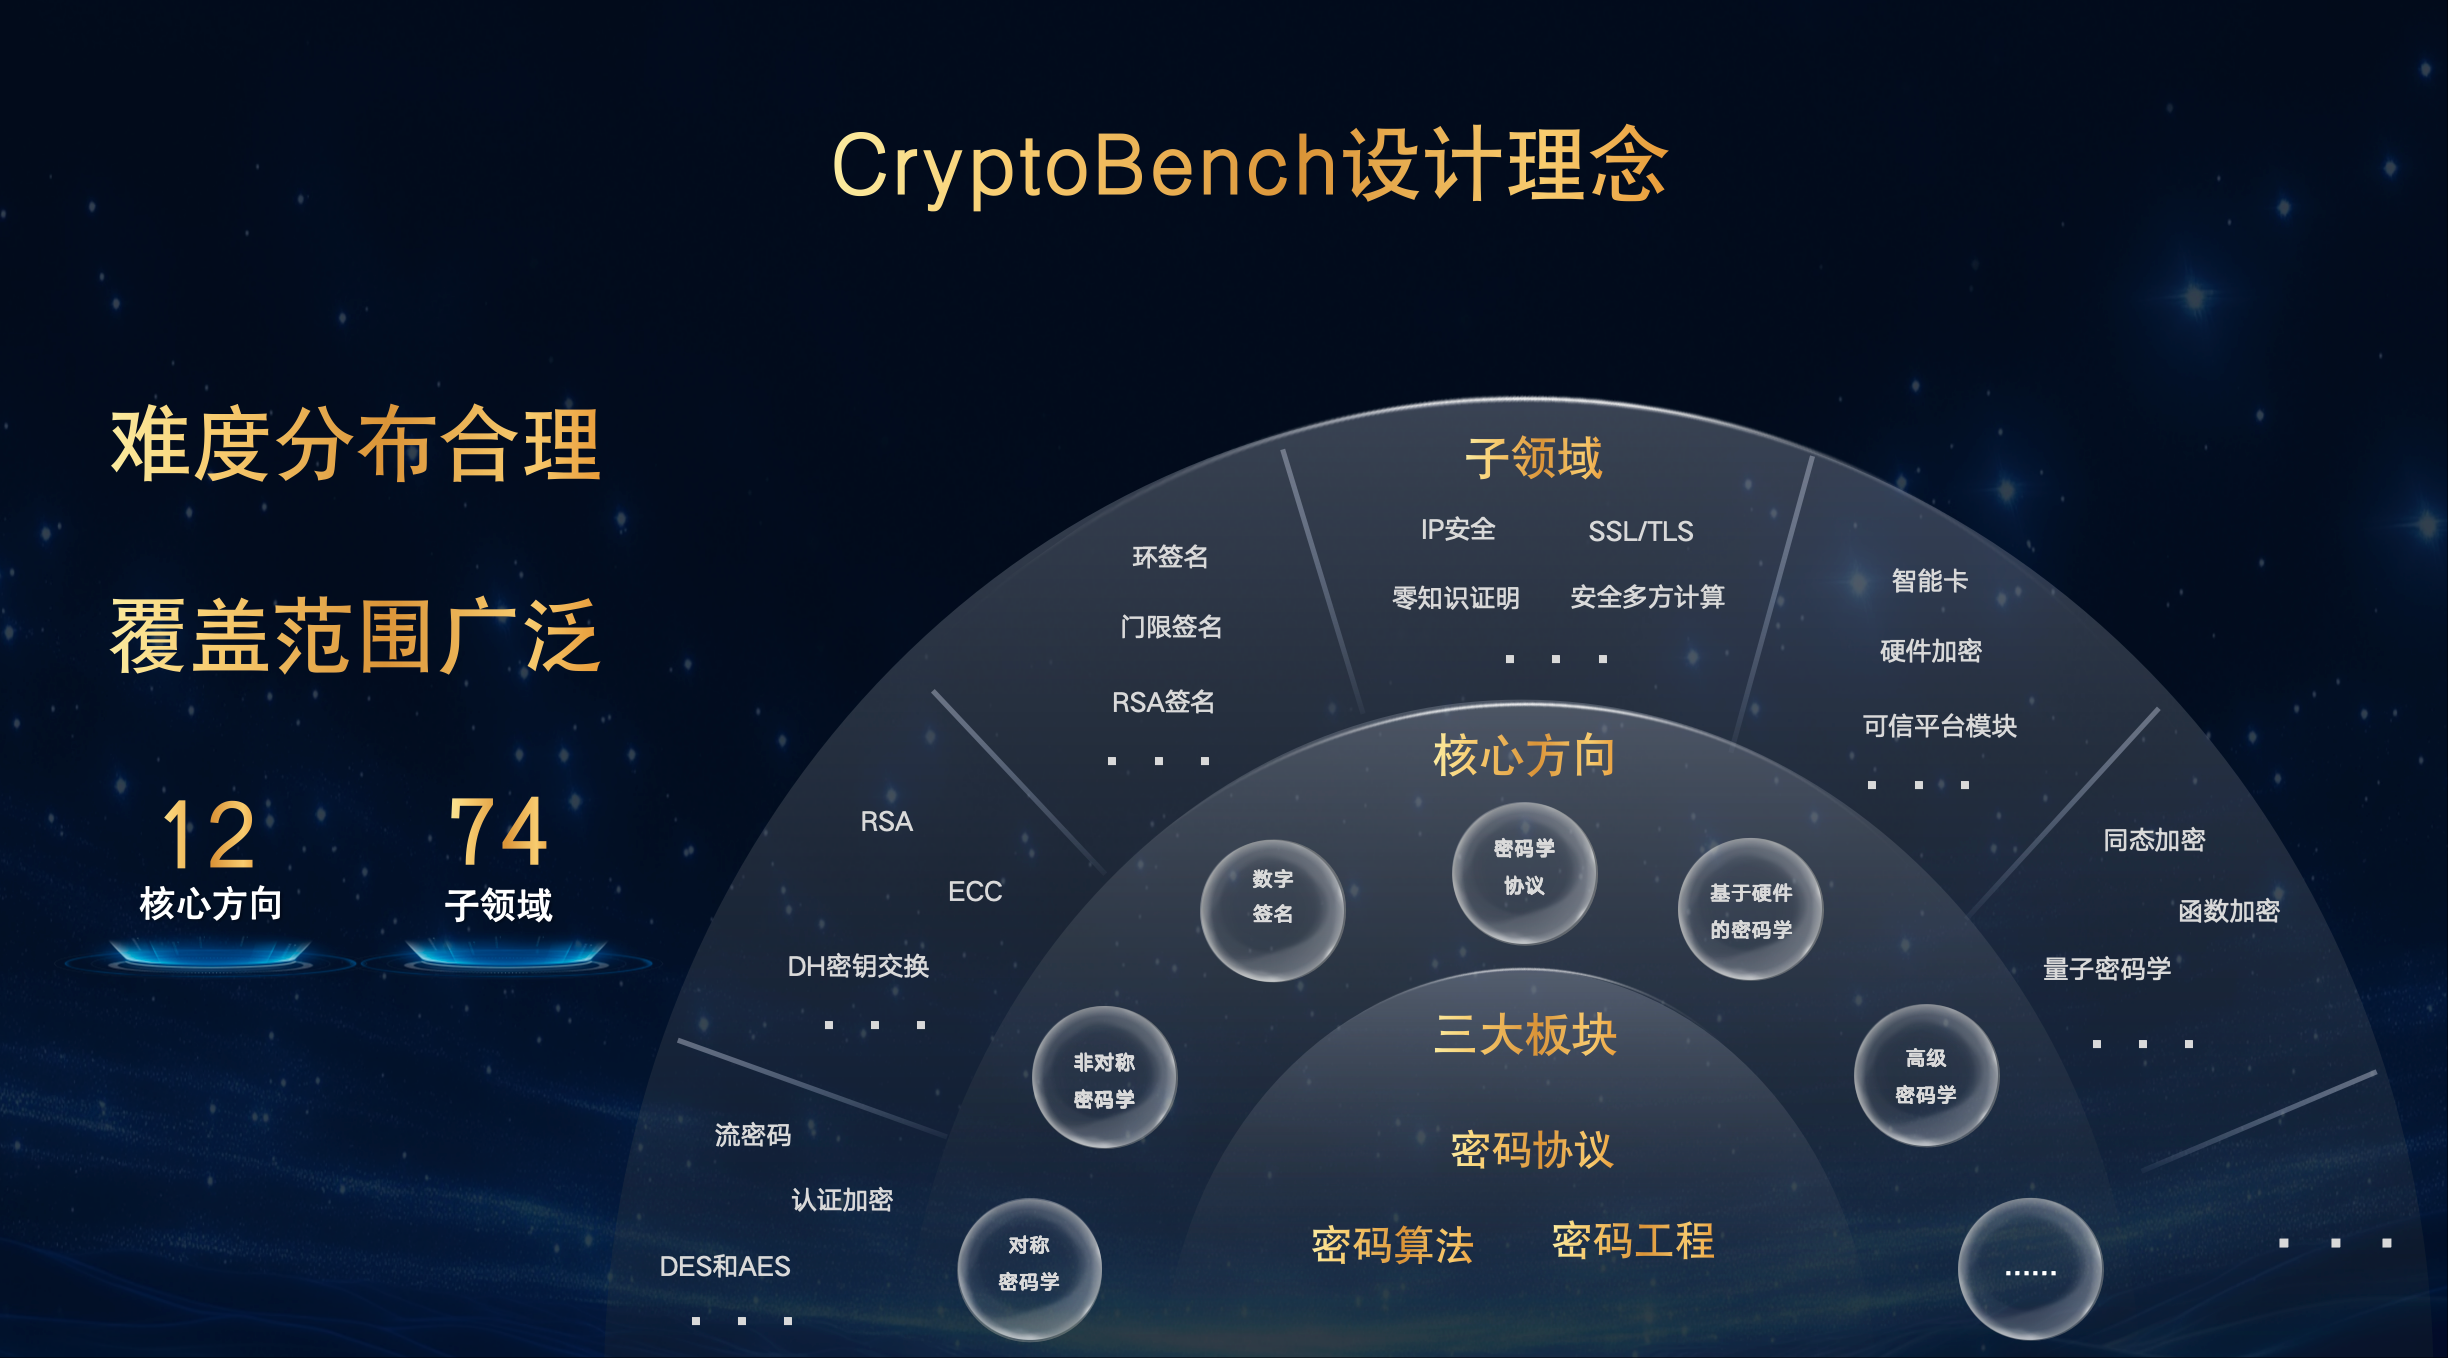 CryptoBench设计理念
难度分布合理
覆盖范围广泛
12
核心方向
74
子领域
子领域
IP安全
SSL/TLS
零知识证明
安全多方计算
...
环签名
门限签名
RSA签名
...
智能卡
硬件加密
可信平台模块
...
RSA
ECC
DH密钥交换
...
同态加密
函数加密
量子密码学
...
流密码
认证加密
DES和AES
...
...
核心方向
密码学
协议
数字
签名
基于硬件
的密码学
非对称
密码学
高级
密码学
对称
密码学
......
三大板块
密码协议
密码算法
密码工程